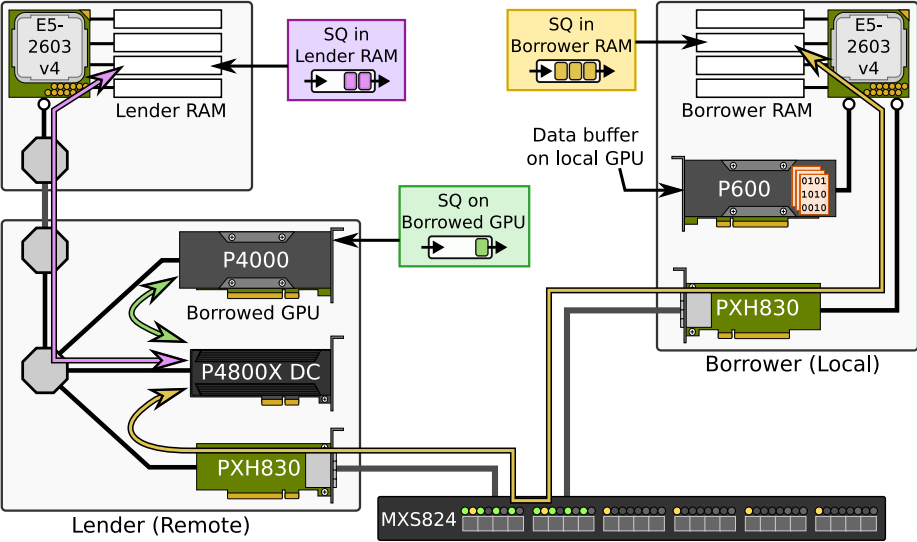 E5-
2603
v4
Lender RAM
SQ in
Lender RAM
SQ in
Borrower RAM
E5-
2603
v4
Borrower RAM
Data buffer
on local GPU
P600
0101
1010
0010
SQ on
Borrowed GPU
P4000
Borrowed GPU
P4800X DC
PXH830
Lender (Remote)
PXH830
Borrower (Local)
MXS824